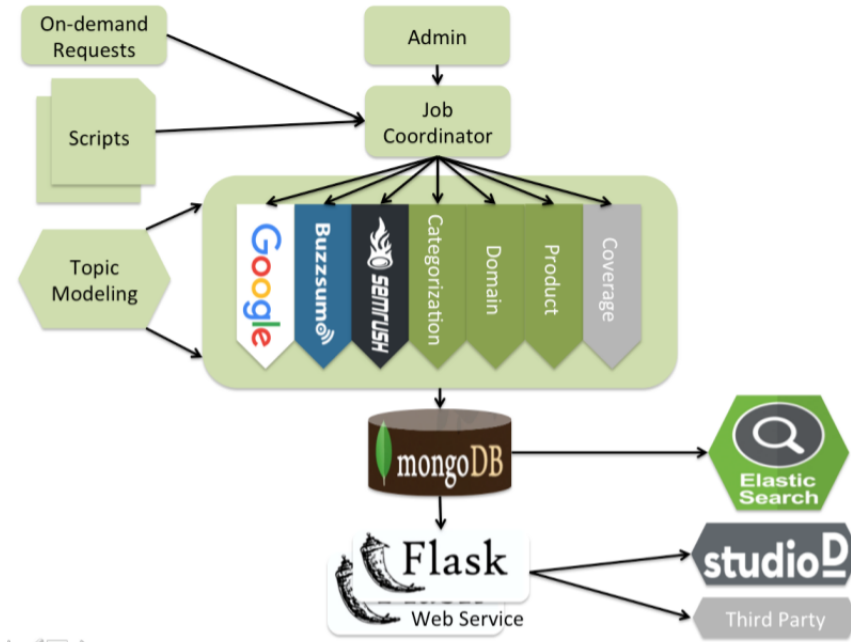 On-demand
Requests
Admin
Scripts
Job
Coordinator
Topic
Modeling
Google
Buzzsumo
SEMRUSH
Categorization
Domain
Product
Coverage
mongoDB
Elastic
Search
Flask
Web Service
studioD
Third Party